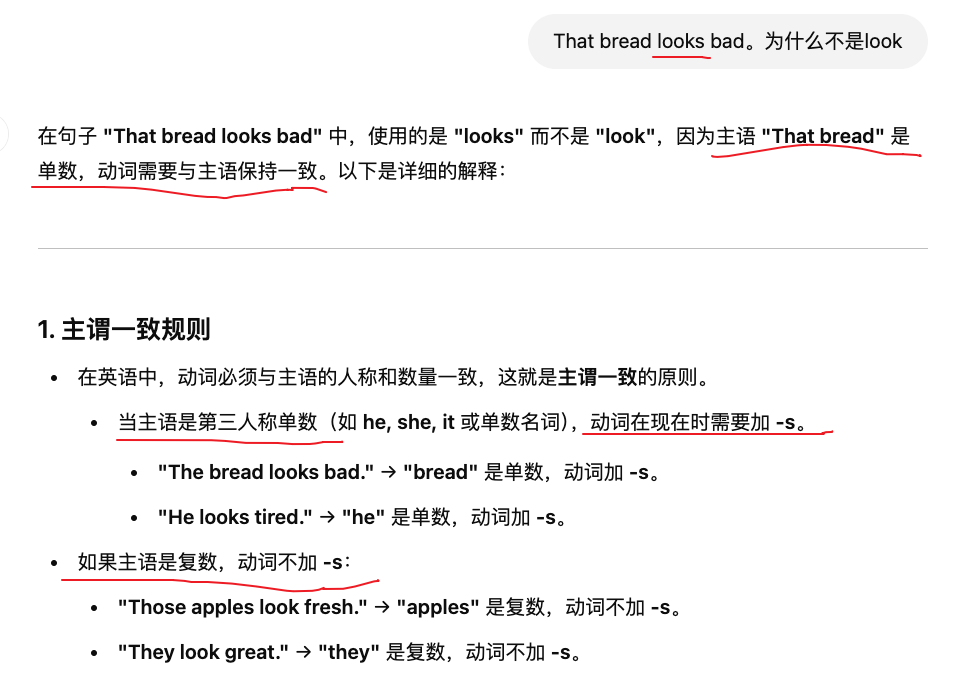 That bread looks bad。为什么不是look
在句子 "That bread looks bad" 中，使用的是 "looks" 而不是 "look"，因为主语 "That bread" 是
单数，动词需要与主语保持一致。以下是详细的解释：
1. 主谓一致规则
• 在英语中，动词必须与主语的人称和数量一致，这就是主谓一致的原则。
• 当主语是第三人称单数（如 he, she, it 或单数名词），动词在现在时需要加 -s。
• "The bread looks bad." → "bread" 是单数，动词加 -s。
• "He looks tired." → "he" 是单数，动词加 -s。
• 如果主语是复数，动词不加 -s：
• "Those apples look fresh." → "apples" 是复数，动词不加 -s。
• "They look great." → "they" 是复数，动词不加 -s。